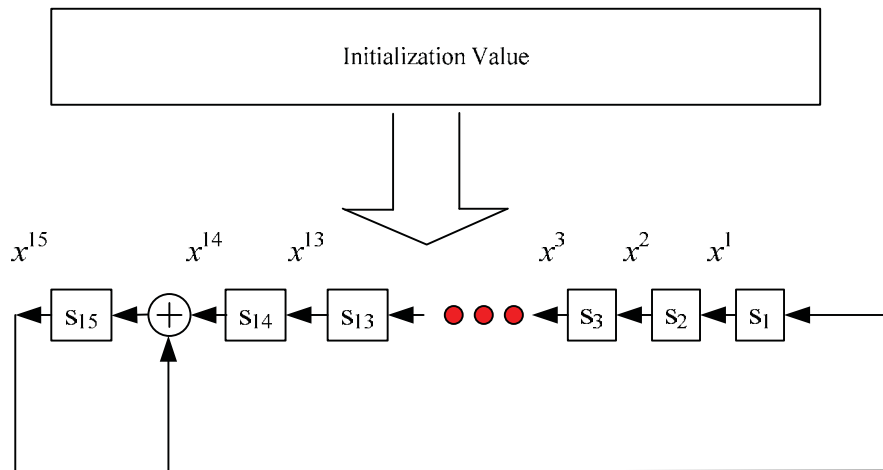 Initialization Value
x¹⁵ x¹⁴ x¹³ x³ x² x¹
s₁₅ s₁₄ s₁₃ s₃ s₂ s₁